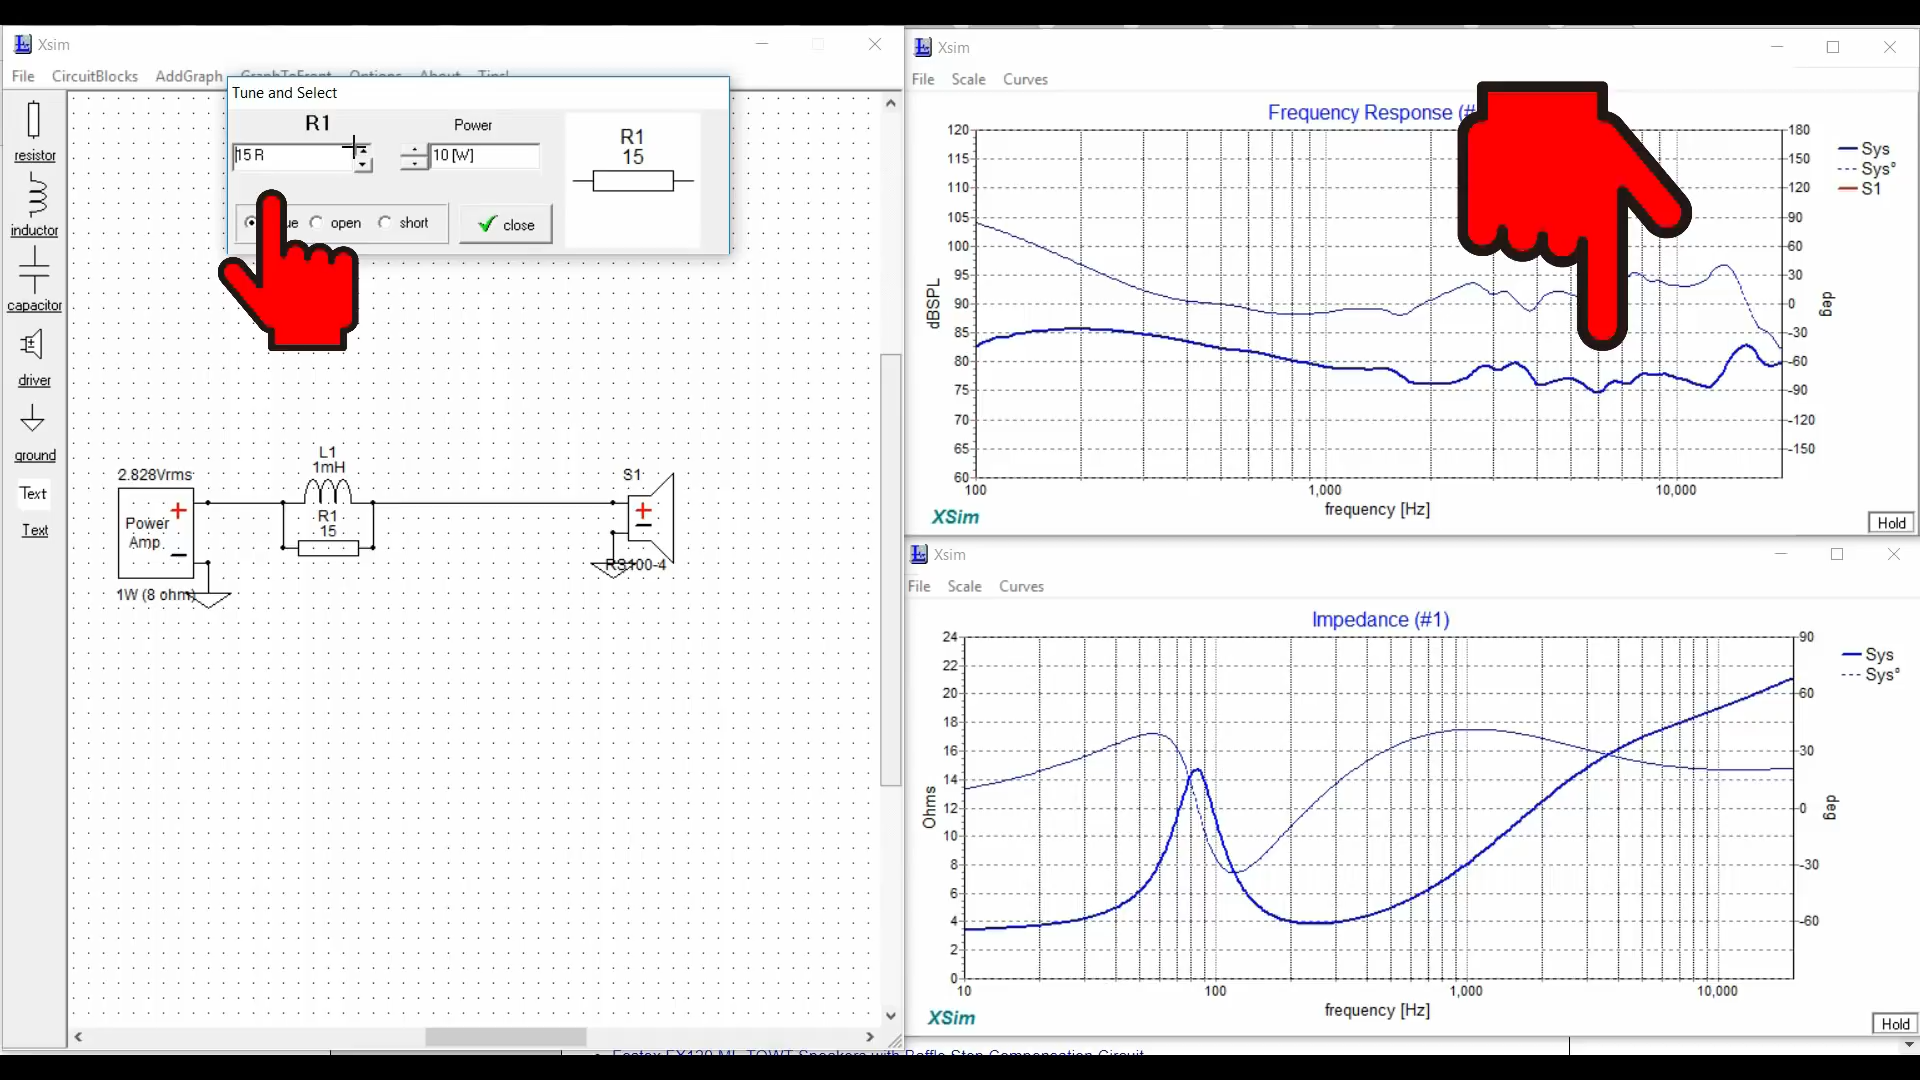 Xsim
File CircuitBlocks AddGraph GraphToFront Options About Tips!
Tune and Select
R1
15 R
Power
10 [W]
open
short
close
R1
15
resistor
inductor
capacitor
driver
ground
Text
Text
2.828Vrms
Power
Amp.
+
−
1W (8 ohm)
L1
1mH
R1
15
S1
+
−
RS100-4
Xsim
File Scale Curves
Frequency Response (#
Sys
Sys°
S1
120
115
110
105
100
95
90
85
80
75
70
65
60
dBSPL
180
150
120
90
60
30
0
-30
-60
-90
-120
-150
deg
100 1,000 10,000
frequency [Hz]
XSim
Hold
Xsim
File Scale Curves
Impedance (#1)
Sys
Sys°
24
22
20
18
16
14
12
10
8
6
4
2
0
Ohms
90
60
30
0
-30
-60
deg
10 100 1,000 10,000
frequency [Hz]
XSim
Hold